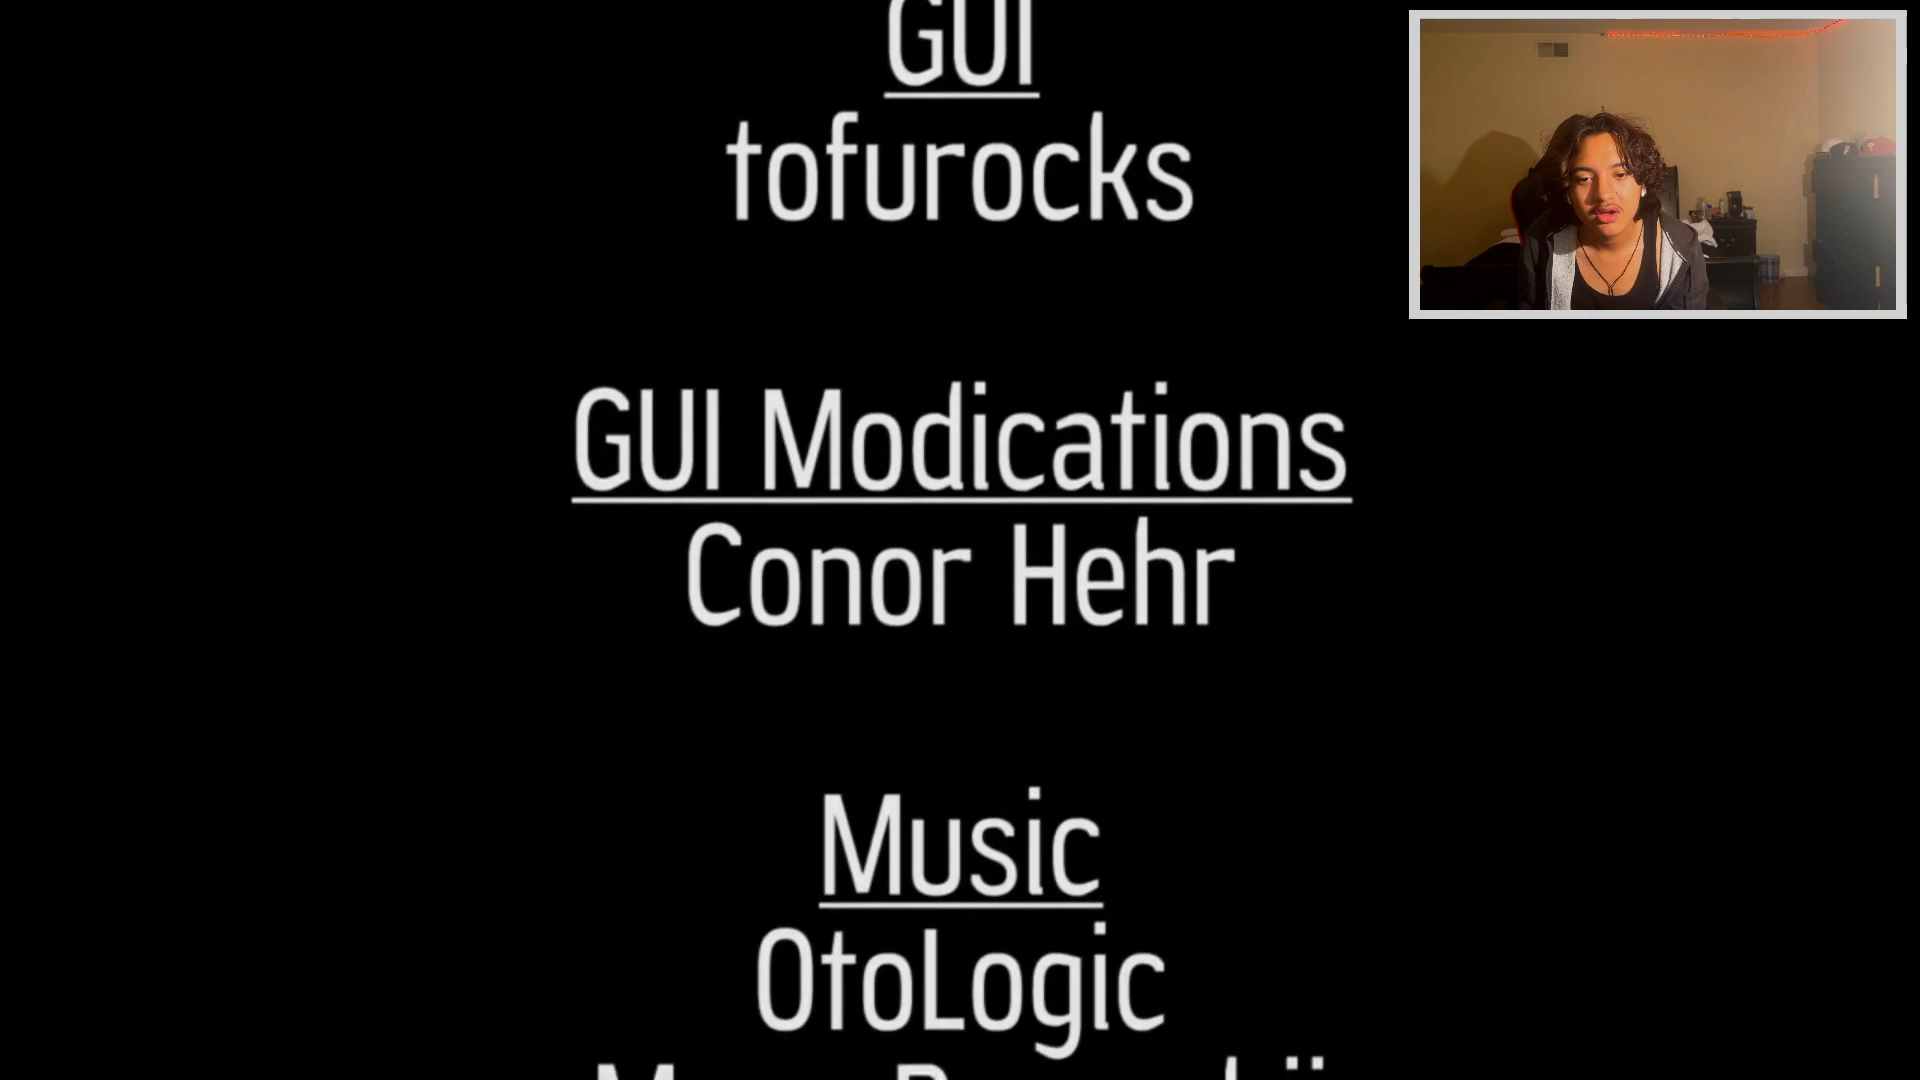 GUI
tofurocks
GUI Modications
Conor Hehr
Music
OtoLogic